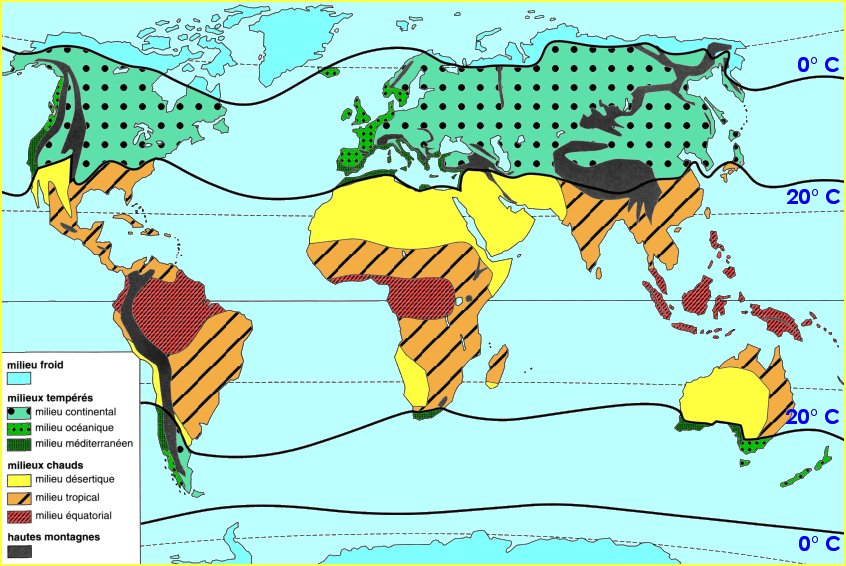 0° C
20° C
20° C
0° C
milieu froid
milieux tempérés
milieu continental
milieu océanique
milieu méditerranéen
milieux chauds
milieu désertique
milieu tropical
milieu équatorial
hautes montagnes